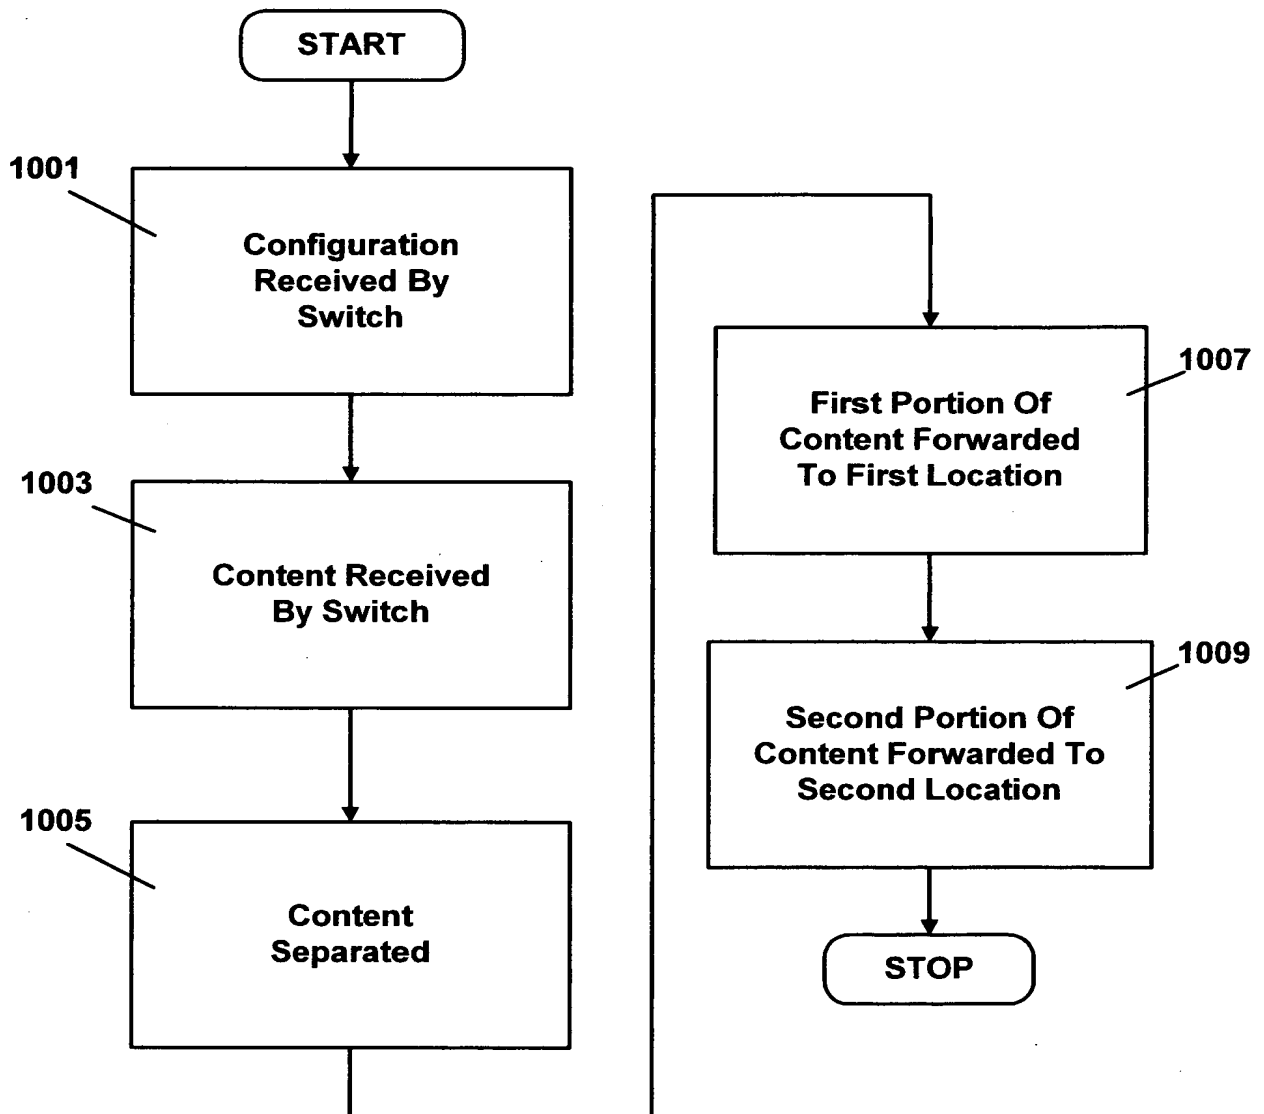 START
1001
Configuration
Received By
Switch
1003
Content Received
By Switch
1005
Content
Separated
1007
First Portion Of
Content Forwarded
To First Location
1009
Second Portion Of
Content Forwarded To
Second Location
STOP